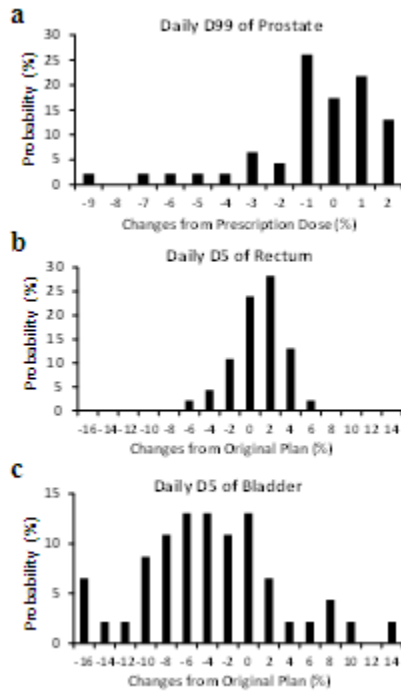 a
Daily D99 of Prostate
30
25
20
15
10
5
0
Probability (%)
-9 -8 -7 -6 -5 -4 -3 -2 -1 0 1 2
Changes from Prescription Dose (%)
b
Daily D5 of Rectum
30
25
20
15
10
5
0
Probability (%)
-16 -14 -12 -10 -8 -6 -4 -2 0 2 4 6 8 10 12 14
Changes from Original Plan (%)
c
Daily D5 of Bladder
15
10
5
0
Probability (%)
-16 -14 -12 -10 -8 -6 -4 -2 0 2 4 6 8 10 12 14
Changes from Original Plan (%)